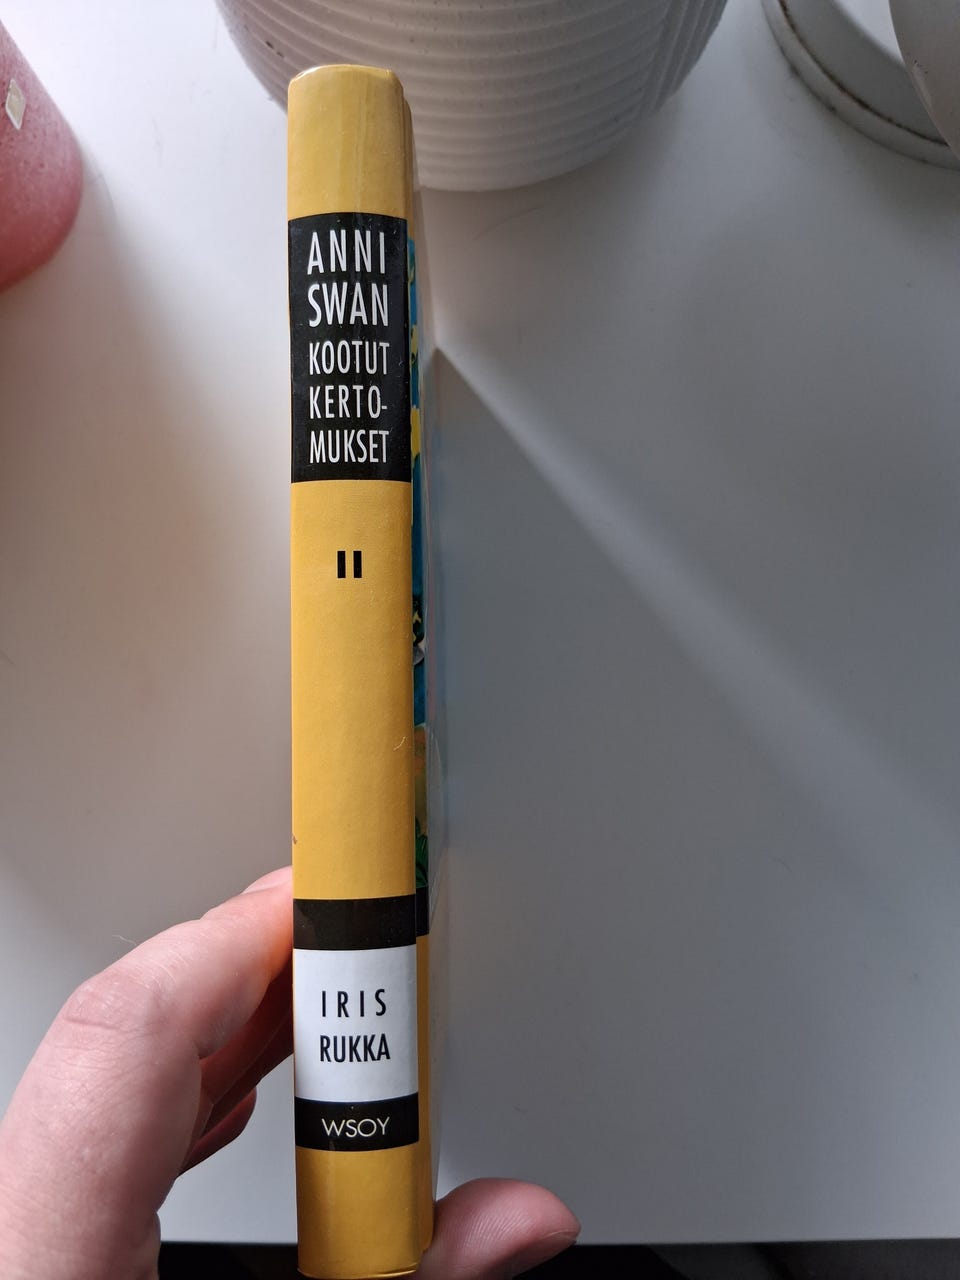 ANNI
SWAN
KOOTUT
KERTO-
MUKSET
II
IRIS
RUKKA
WSOY